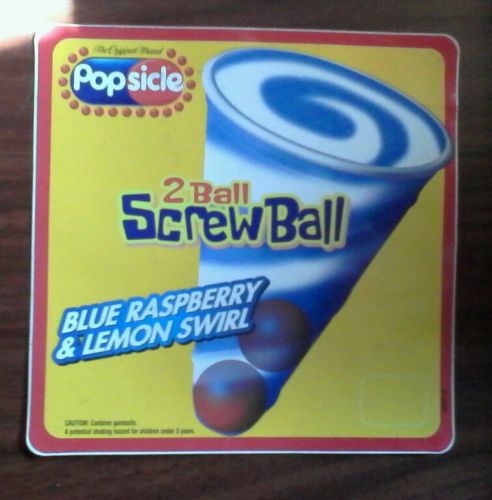 The Original Brand
Popsicle
2 Ball
ScrewBall
BLUE RASPBERRY
& LEMON SWIRL
CAUTION: Contains gumballs.
A potential choking hazard for children under 3 years.